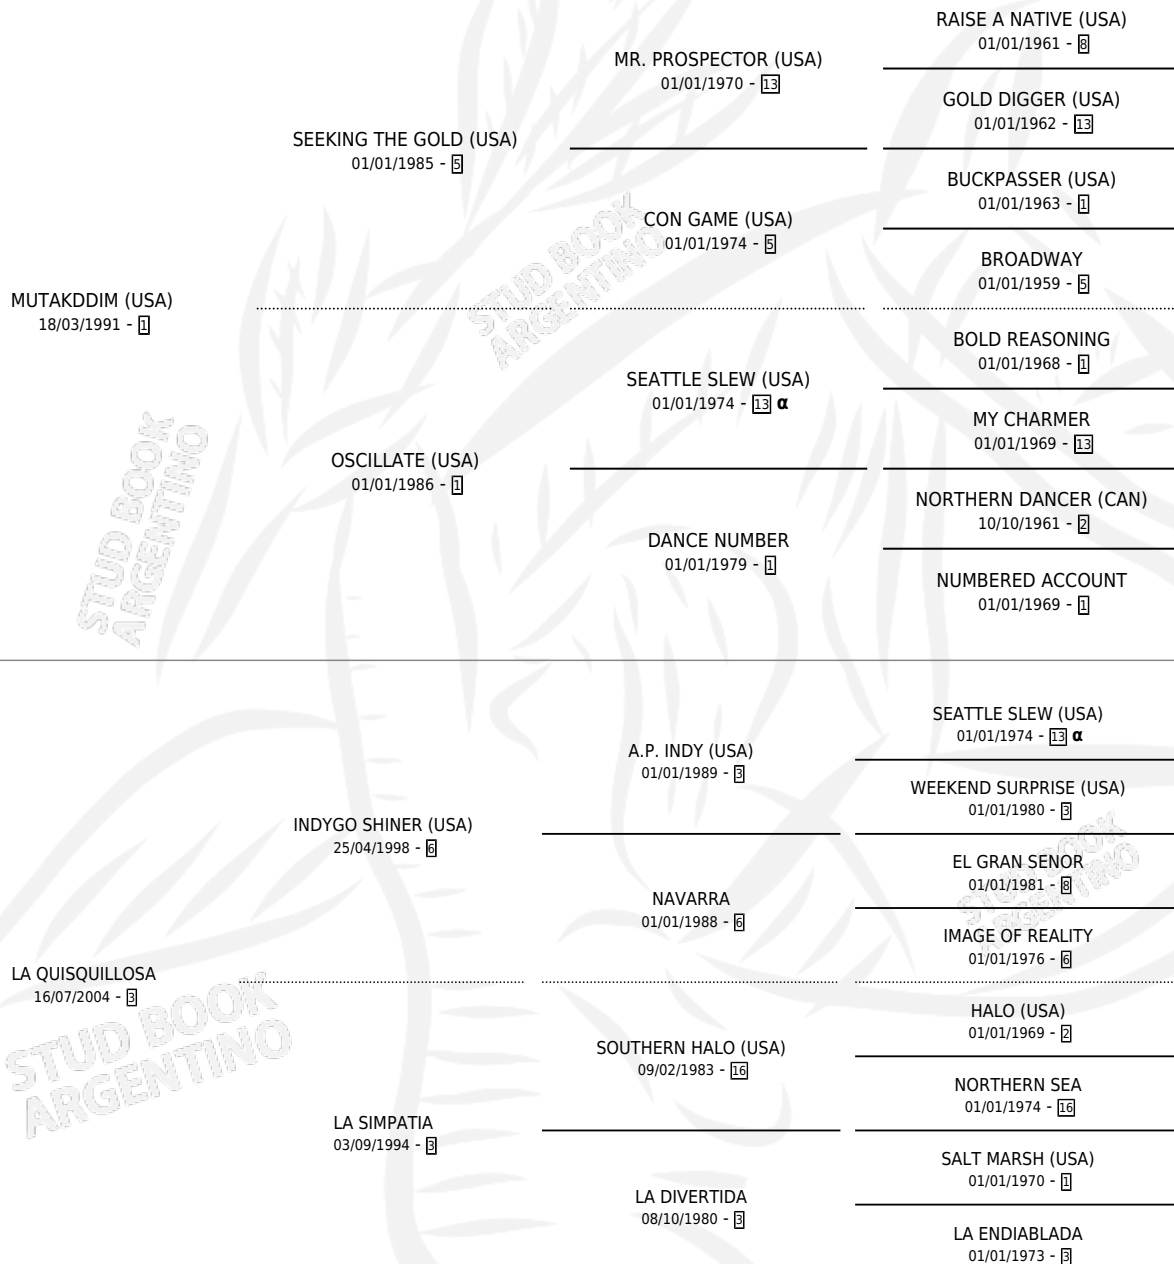 RAISE A NATIVE (USA)
01/01/1961 - 8
MR. PROSPECTOR (USA)
01/01/1970 - 13
GOLD DIGGER (USA)
01/01/1962 - 13
SEEKING THE GOLD (USA)
01/01/1985 - 5
BUCKPASSER (USA)
01/01/1963 - 1
CON GAME (USA)
01/01/1974 - 5
BROADWAY
01/01/1959 - 5
MUTAKDDIM (USA)
18/03/1991 - 1
BOLD REASONING
01/01/1968 - 1
SEATTLE SLEW (USA)
01/01/1974 - 13 α
MY CHARMER
01/01/1969 - 13
OSCILLATE (USA)
01/01/1986 - 1
NORTHERN DANCER (CAN)
10/10/1961 - 2
DANCE NUMBER
01/01/1979 - 1
NUMBERED ACCOUNT
01/01/1969 - 1
SEATTLE SLEW (USA)
01/01/1974 - 13 α
A.P. INDY (USA)
01/01/1989 - 3
WEEKEND SURPRISE (USA)
01/01/1980 - 3
INDYGO SHINER (USA)
25/04/1998 - 6
EL GRAN SENOR
01/01/1981 - 8
NAVARRA
01/01/1988 - 6
IMAGE OF REALITY
01/01/1976 - 6
LA QUISQUILLOSA
16/07/2004 - 3
HALO (USA)
01/01/1969 - 2
SOUTHERN HALO (USA)
09/02/1983 - 16
NORTHERN SEA
01/01/1974 - 16
LA SIMPATIA
03/09/1994 - 3
SALT MARSH (USA)
01/01/1970 - 1
LA DIVERTIDA
08/10/1980 - 3
LA ENDIABLADA
01/01/1973 - 3
STUD BOOK
ARGENTINO
STUD BOOK
ARGENTINO
STUD BOOK
ARGENTINO
STUD BOOK
ARGENTINO